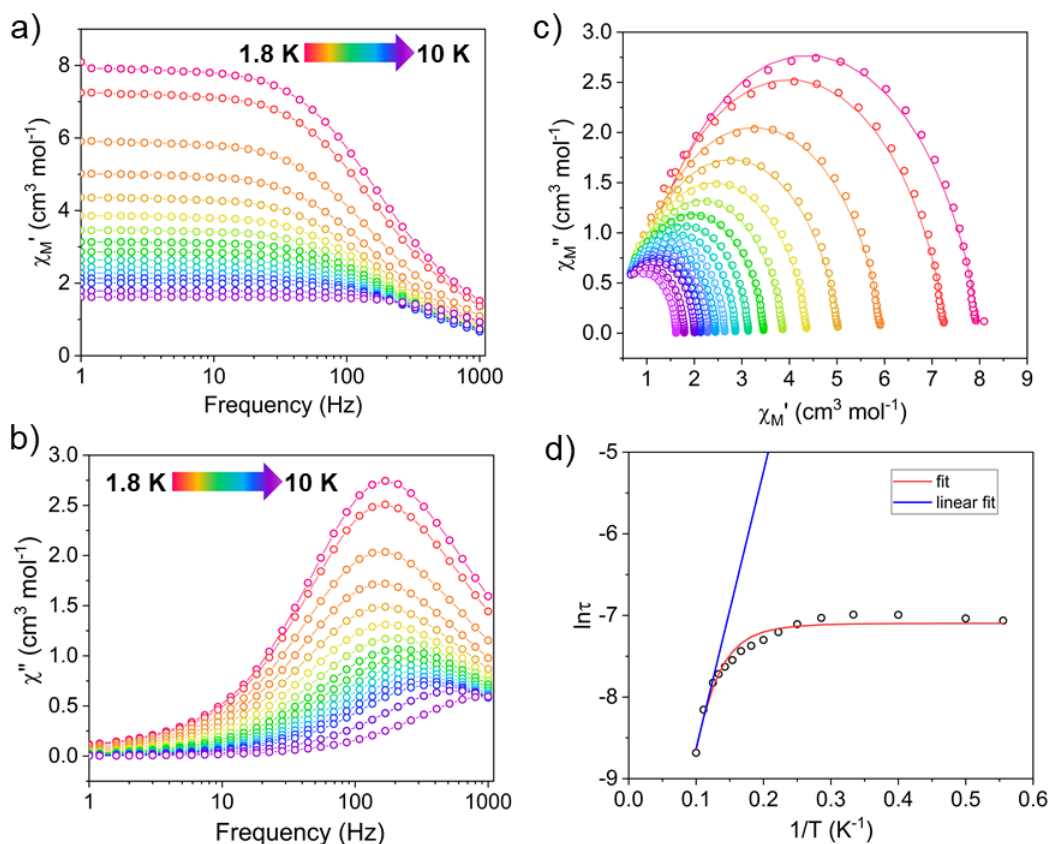 a)
1.8 K 10 K
8
6
4
2
0
χM' (cm³ mol⁻¹)
1 10 100 1000
Frequency (Hz)
b)
1.8 K 10 K
3.0
2.5
2.0
1.5
1.0
0.5
0.0
χ" (cm³ mol⁻¹)
1 10 100 1000
Frequency (Hz)
c)
3.0
2.5
2.0
1.5
1.0
0.5
0.0
χM" (cm³ mol⁻¹)
1 2 3 4 5 6 7 8 9
χM' (cm³ mol⁻¹)
d)
-5
-6
-7
-8
-9
lnτ
fit
linear fit
0.0 0.1 0.2 0.3 0.4 0.5 0.6
1/T (K⁻¹)